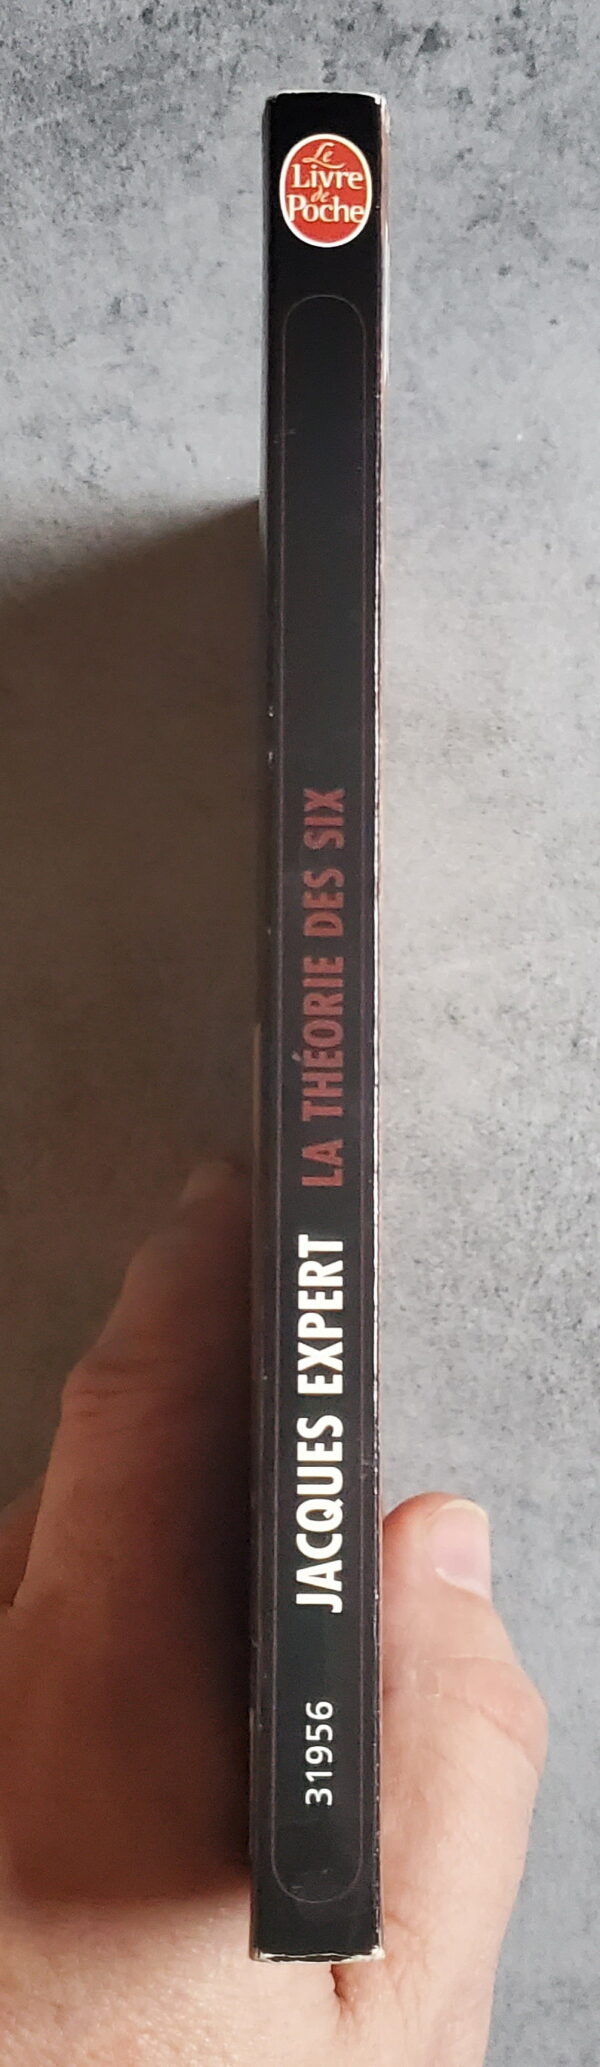 Le
Livre
de
Poche
31956 JACQUES EXPERT LA THÉORIE DES SIX